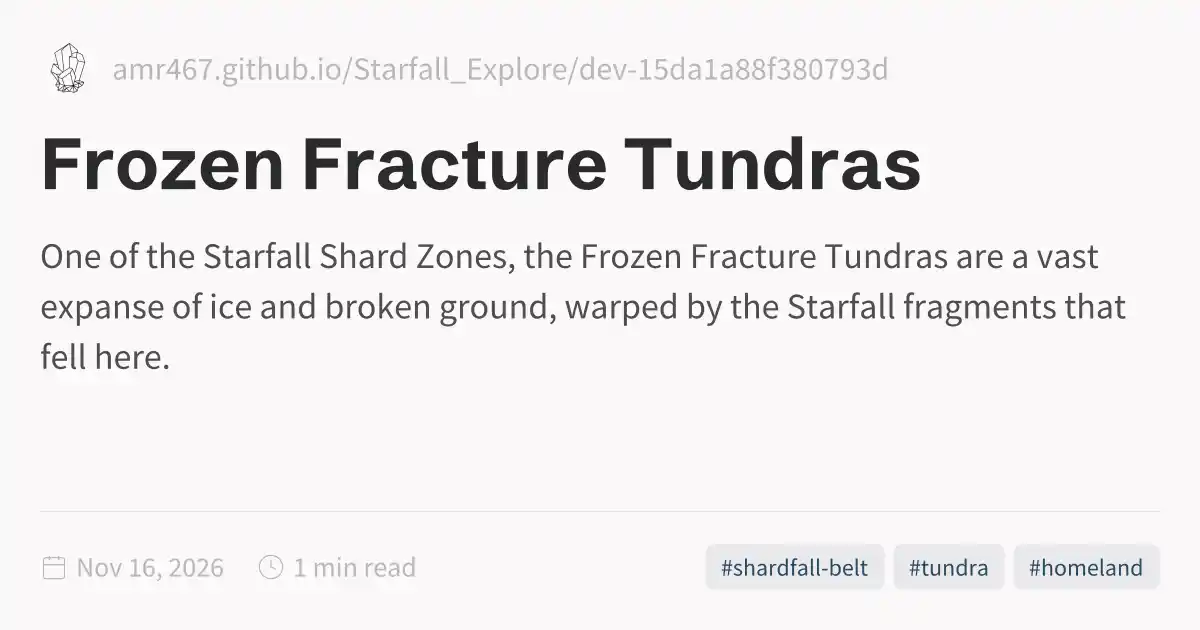 amr467.github.io/Starfall_Explore/dev-15da1a88f380793d
Frozen Fracture Tundras
One of the Starfall Shard Zones, the Frozen Fracture Tundras are a vast
expanse of ice and broken ground, warped by the Starfall fragments that
fell here.
Nov 16, 2026 1 min read #shardfall-belt #tundra #homeland